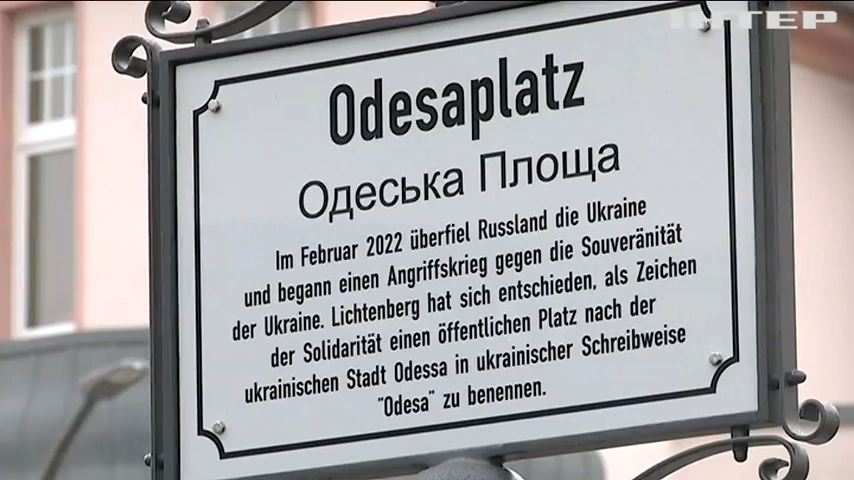 ІНТЕР
Odesaplatz
Одеська Площа
Im Februar 2022 überfiel Russland die Ukraine
und begann einen Angriffskrieg gegen die Souveränität
der Ukraine. Lichtenberg hat sich entschieden, als Zeichen
der Solidarität einen öffentlichen Platz nach der
ukrainischen Stadt Odessa in ukrainischer Schreibweise
"Odesa" zu benennen.